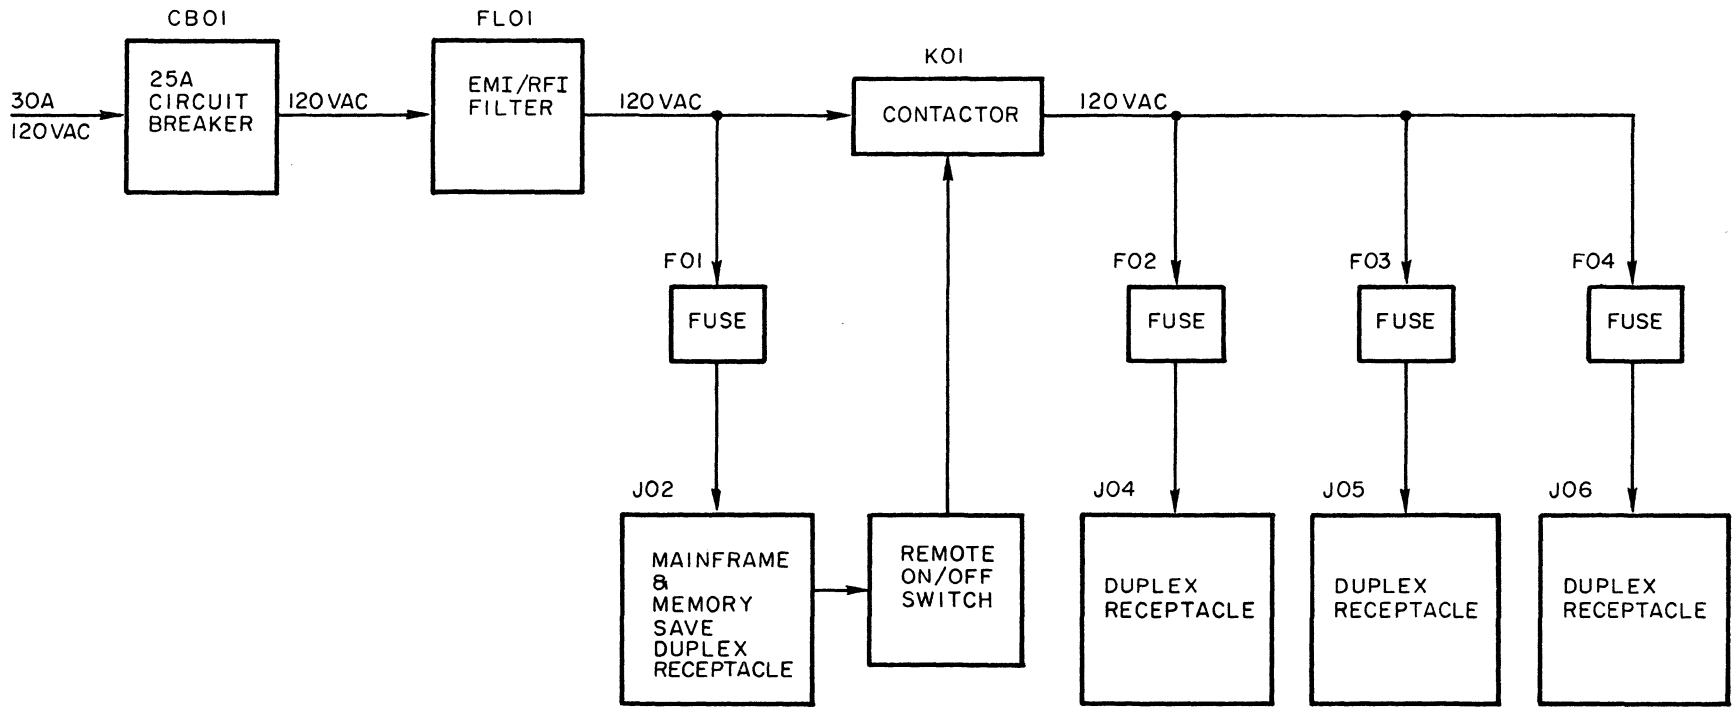 CB01
25A
CIRCUIT
BREAKER
30A
120VAC
120VAC
FL01
EMI/RFI
FILTER
120VAC
K01
CONTACTOR
120VAC
F01
FUSE
F02
FUSE
F03
FUSE
F04
FUSE
J02
MAINFRAME
&
MEMORY
SAVE
DUPLEX
RECEPTACLE
REMOTE
ON/OFF
SWITCH
J04
DUPLEX
RECEPTACLE
J05
DUPLEX
RECEPTACLE
J06
DUPLEX
RECEPTACLE